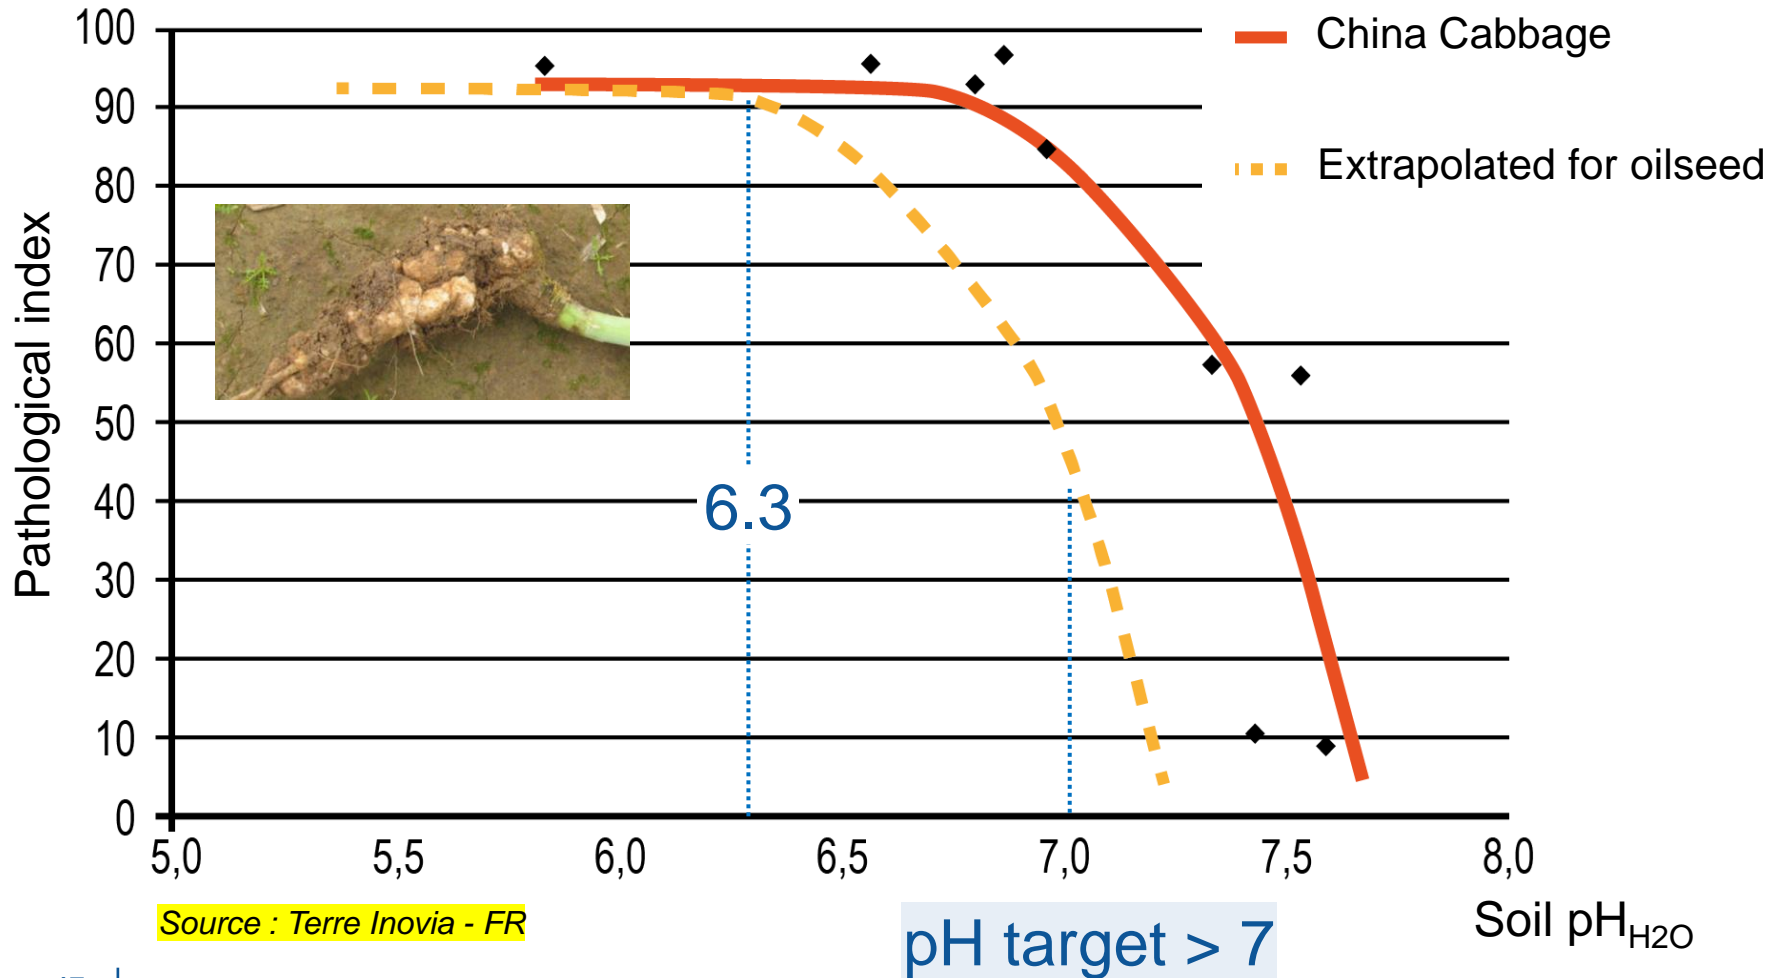 100
China Cabbage
90
Extrapolated for oilseed
80
70
60
50
40
30
20
10
0
Pathological index
6.3
5,0 5,5 6,0 6,5 7,0 7,5 8,0
Source : Terre Inovia - FR
Soil pH H2O
pH target > 7